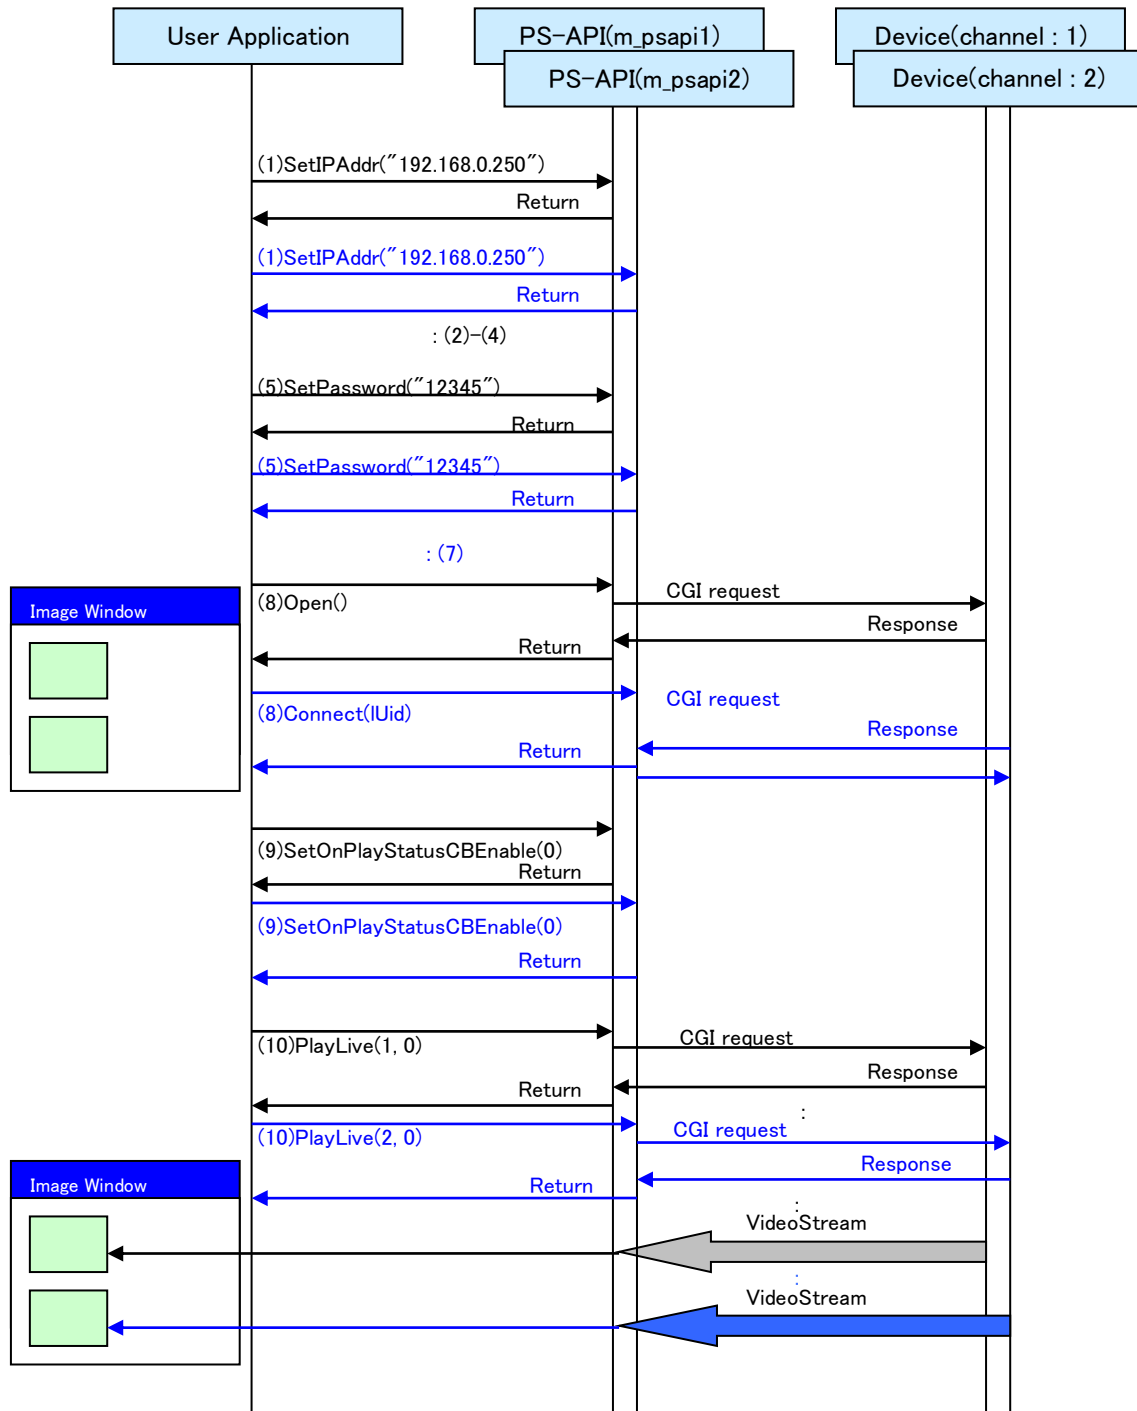 User Application
PS-API(m_psapi1)
Device(channel : 1)
PS-API(m_psapi2)
Device(channel : 2)
(1)SetIPAddr("192.168.0.250")
Return
(1)SetIPAddr("192.168.0.250")
Return
: (2)-(4)
(5)SetPassword("12345")
Return
(5)SetPassword("12345")
Return
: (7)
CGI request
(8)Open()
Image Window
Response
Return
CGI request
(8)Connect(lUid)
Response
Return
(9)SetOnPlayStatusCBEnable(0)
Return
(9)SetOnPlayStatusCBEnable(0)
Return
CGI request
(10)PlayLive(1, 0)
Response
Return
:
CGI request
(10)PlayLive(2, 0)
Response
Image Window
Return
:
VideoStream
:
VideoStream